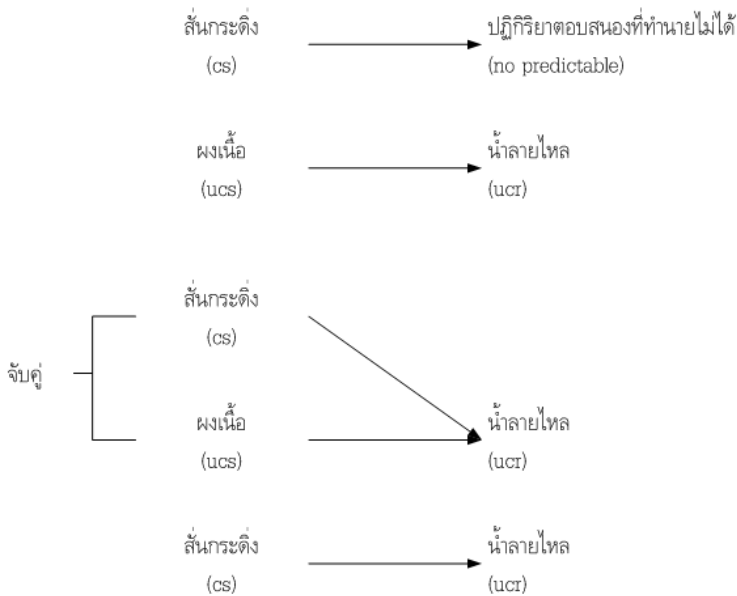 สั่นกระดิ่ง ปฏิกิริยาตอบสนองที่ทำนายไม่ได้
(cs) (no predictable)
ผงเนื้อ น้ำลายไหล
(ucs) (ucr)
สั่นกระดิ่ง
(cs)
จับคู่
ผงเนื้อ น้ำลายไหล
(ucs) (ucr)
สั่นกระดิ่ง น้ำลายไหล
(cs) (ucr)